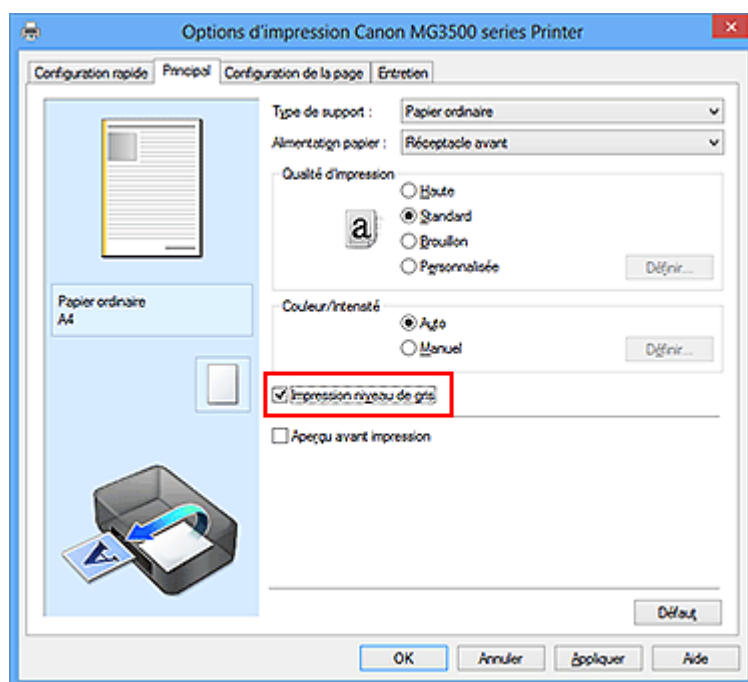 Options d'impression Canon MG3500 series Printer
Configuration rapide Principal Configuration de la page Entretien
Type de support : Papier ordinaire
Alimentation papier : Réceptacle avant
Qualité d'impression
Haute
a Standard
Brouillon
Personnalisée Définir...
Papier ordinaire
A4
Couleur/Intensité
Auto
Manuel Définir...
Impression niveau de gris
Aperçu avant impression
A
Défaut
OK Annuler Appliquer Aide